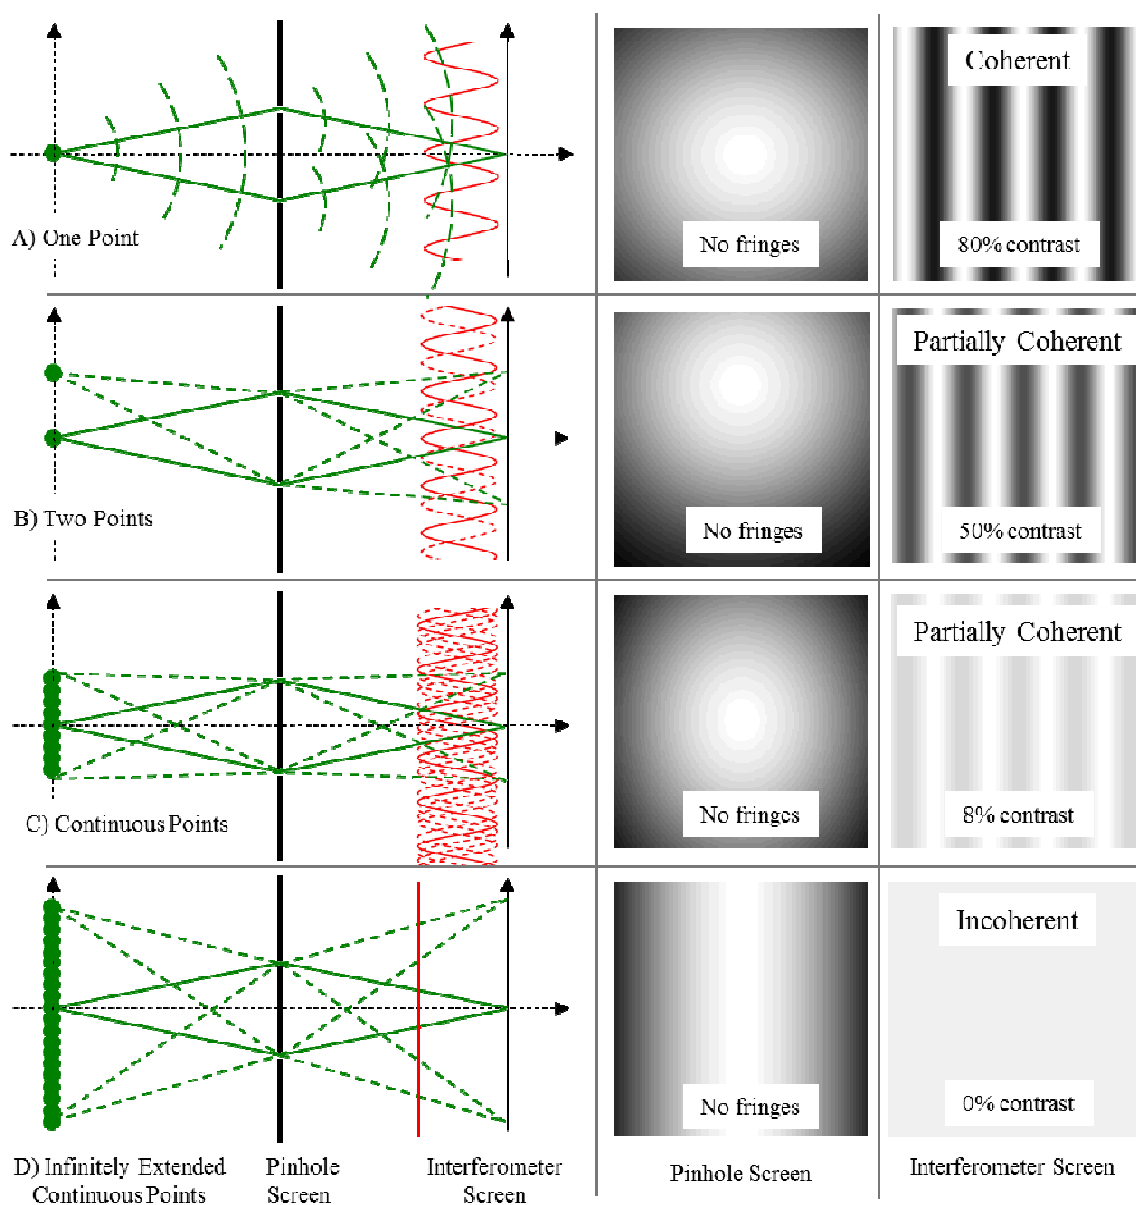 Coherent
No fringes
80% contrast
A) One Point
Partially Coherent
No fringes
50% contrast
B) Two Points
Partially Coherent
No fringes
8% contrast
C) Continuous Points
Incoherent
No fringes
0% contrast
D) Infinitely Extended
Continuous Points
Pinhole
Screen
Interferometer
Screen
Pinhole Screen
Interferometer Screen